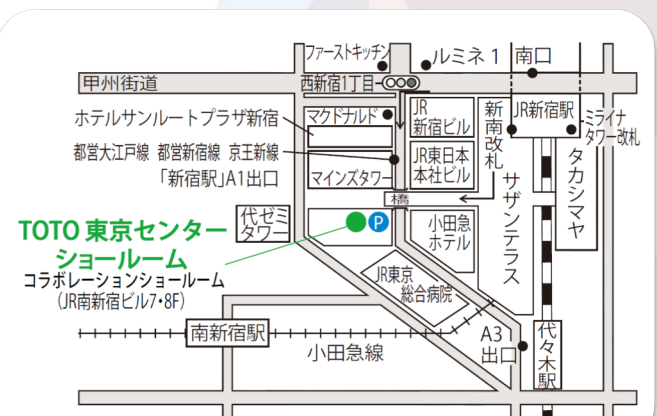 ファーストキッチン
ルミネ1
南口
甲州街道
西新宿1丁目
ホテルサンルートプラザ新宿
マクドナルド
JR
新宿ビル
新南改札
JR新宿駅
ミライナ
タワー改札
都営大江戸線 都営新宿線 京王新線
「新宿駅」A1出口
マインズタワー
JR東日本
本社ビル
サザンテラス
タカシマヤ
橋
代ゼミ
タワー
P
小田急
ホテル
TOTO 東京センター
ショールーム
コラボレーションショールーム
(JR南新宿ビル7・8F)
JR東京
総合病院
南新宿駅
小田急線
A3
出口
代々木駅